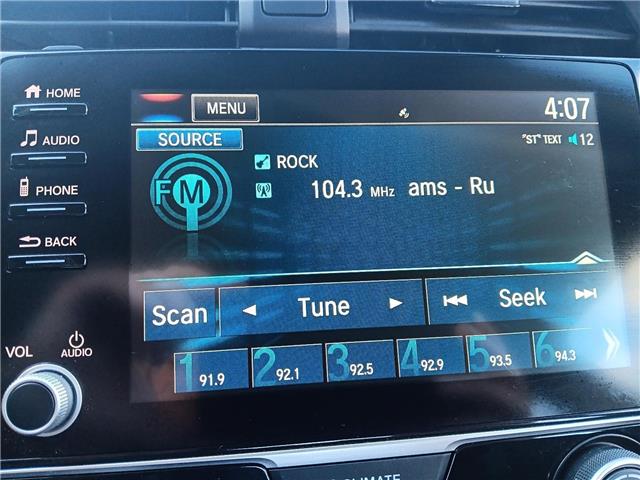 HOME
MENU
4:07
AUDIO
SOURCE
"ST" TEXT 12
PHONE
FM
ROCK
104.3 MHz ams - Ru
BACK
Scan
Tune
Seek
VOL
AUDIO
1 91.9
2 92.1
3 92.5
4 92.9
5 93.5
6 94.3
CLIMATE